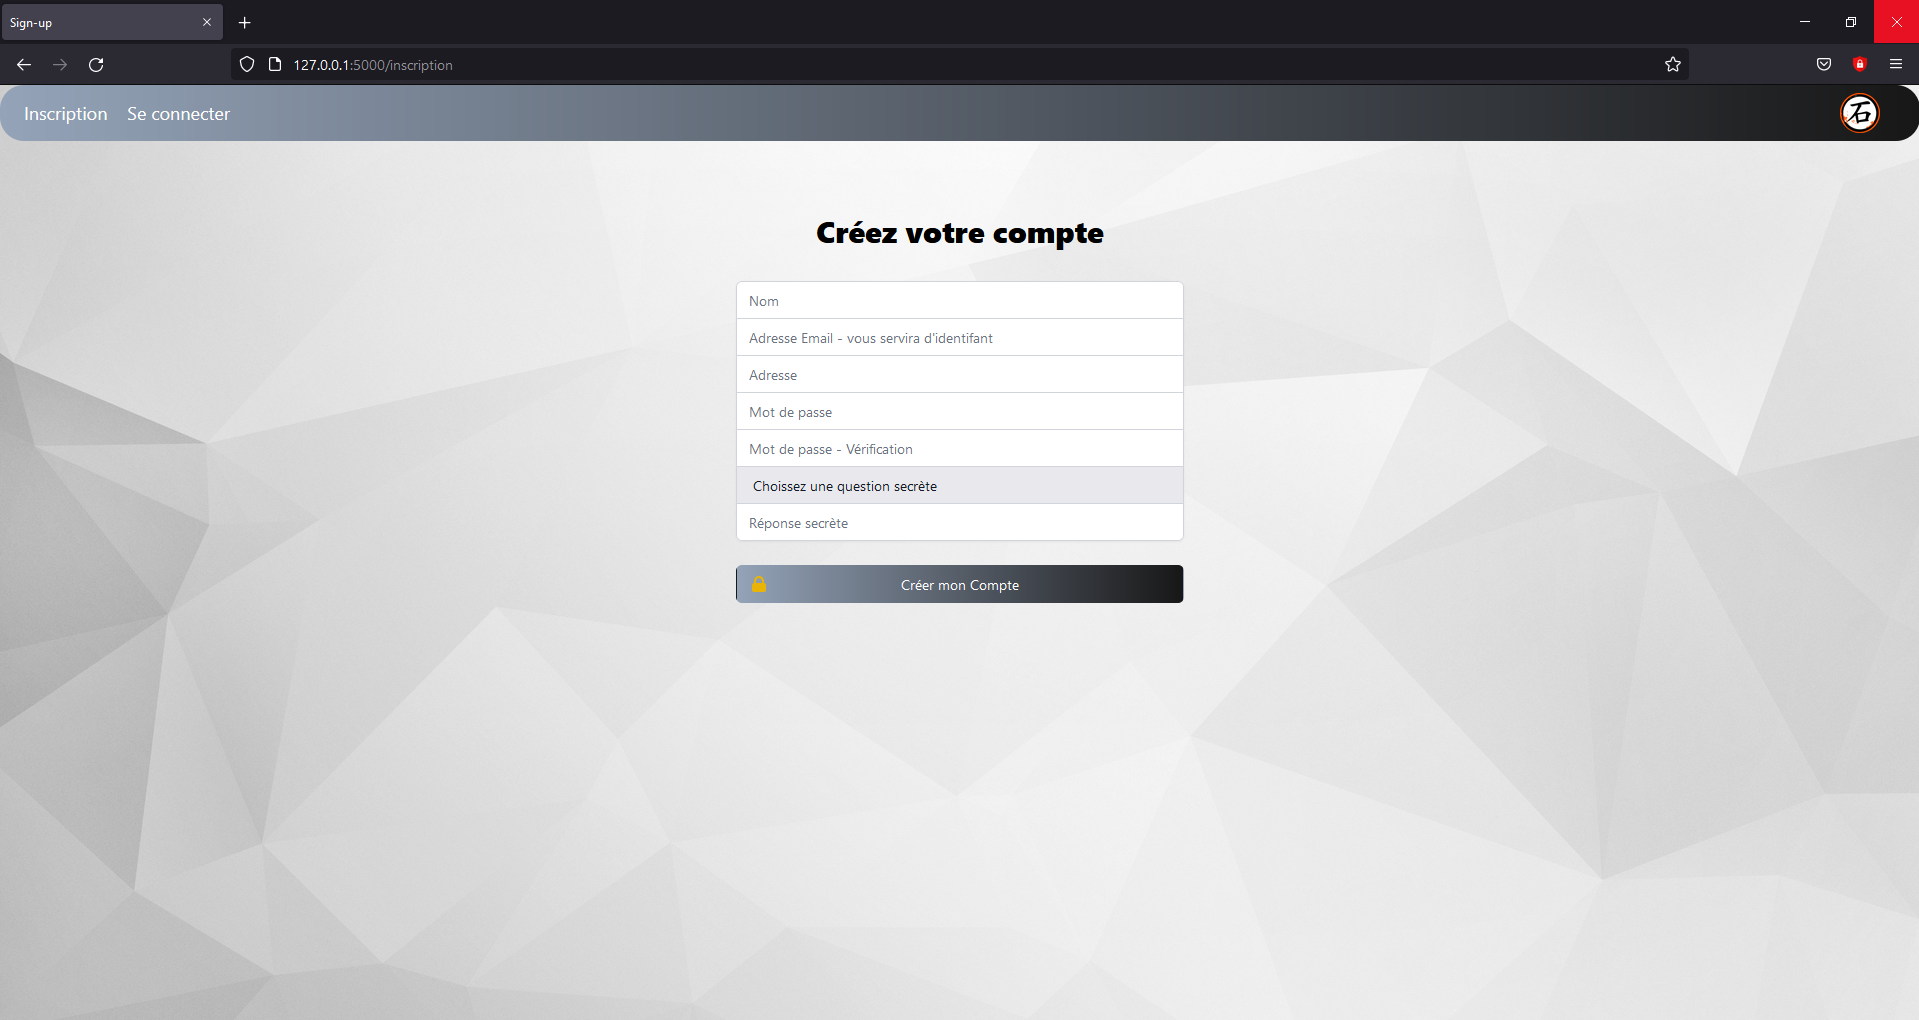 Sign-up
127.0.0.1:5000/inscription
Inscription Se connecter
石
Créez votre compte
Nom
Adresse Email - vous servira d'identifant
Adresse
Mot de passe
Mot de passe - Vérification
Choissez une question secrète
Réponse secrète
Créer mon Compte